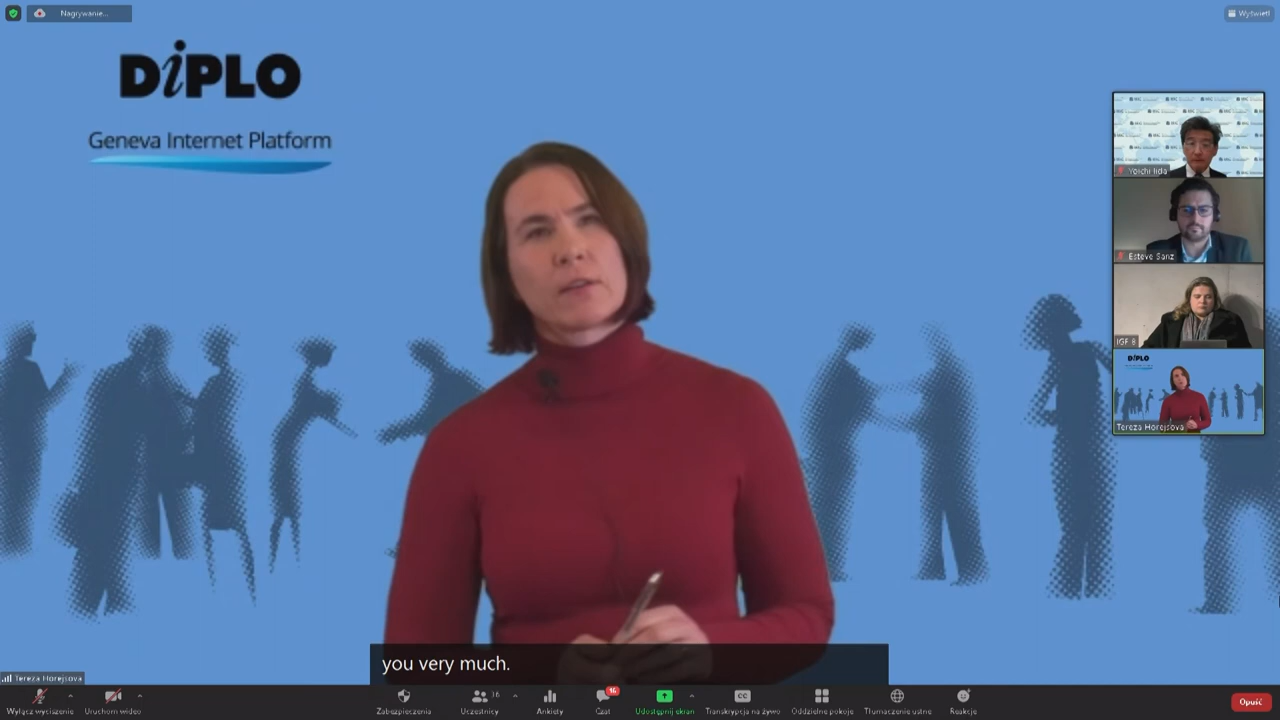 Nagrywanie...
Wyświetl
DiPLO
Geneva Internet Platform
Yoichi Iida
Esteve Sanz
IGF 8
DiPLO
Tereza Horejsova
you very much.
Tereza Horejsova
Wyłącz wyciszenie
Uruchom wideo
Zabezpieczenia
36
Uczestnicy
Ankiety
16
Czat
Udostępnij ekran
CC
Transkrypcja na żywo
Oddzielne pokoje
Tłumaczenie ustne
Reakcje
Opuść